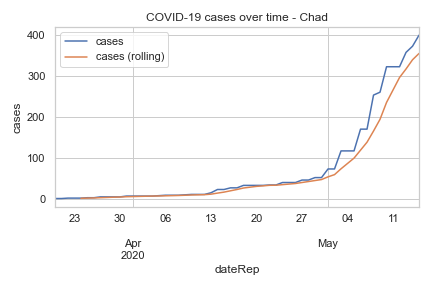 COVID-19 cases over time - Chad
cases
cases (rolling)
400
300
200
100
0
cases
23 30 06 13 20 27 04 11
Apr May
2020
dateRep